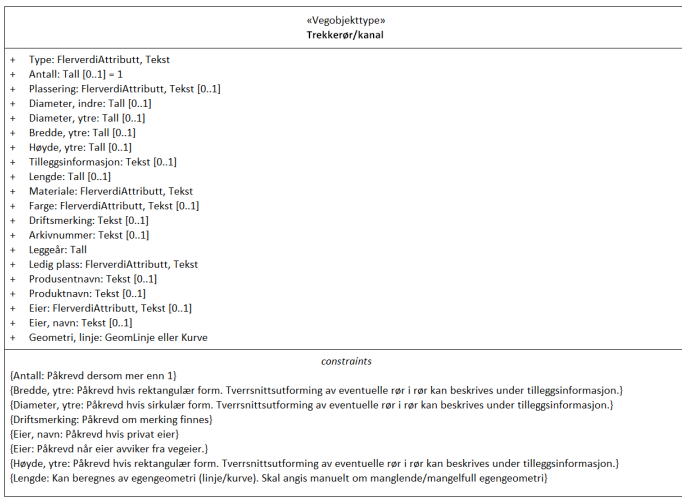 «Vegobjekttype»
Trekkerør/kanal
+ Type: FlerverdiAttributt, Tekst
+ Antall: Tall [0..1] = 1
+ Plassering: FlerverdiAttributt, Tekst [0..1]
+ Diameter, indre: Tall [0..1]
+ Diameter, ytre: Tall [0..1]
+ Bredde, ytre: Tall [0..1]
+ Høyde, ytre: Tall [0..1]
+ Tilleggsinformasjon: Tekst [0..1]
+ Lengde: Tall [0..1]
+ Materiale: FlerverdiAttributt, Tekst
+ Farge: FlerverdiAttributt, Tekst [0..1]
+ Driftsmerking: Tekst [0..1]
+ Arkivnummer: Tekst [0..1]
+ Leggeår: Tall
+ Ledig plass: FlerverdiAttributt, Tekst
+ Produsentnavn: Tekst [0..1]
+ Produktnavn: Tekst [0..1]
+ Eier: FlerverdiAttributt, Tekst [0..1]
+ Eier, navn: Tekst [0..1]
+ Geometri, linje: GeomLinje eller Kurve
constraints
{Antall: Påkrevd dersom mer enn 1}
{Bredde, ytre: Påkrevd hvis rektangulær form. Tverrsnittsutforming av eventuelle rør i rør kan beskrives under tilleggsinformasjon.}
{Diameter, ytre: Påkrevd hvis sirkulær form. Tverrsnittsutforming av eventuelle rør i rør kan beskrives under tilleggsinformasjon.}
{Driftsmerking: Påkrevd om merking finnes}
{Eier, navn: Påkrevd hvis privat eier}
{Eier: Påkrevd når eier avviker fra vegeier.}
{Høyde, ytre: Påkrevd hvis rektangulær form. Tverrsnittsutforming av eventuelle rør i rør kan beskrives under tilleggsinformasjon.}
{Lengde: Kan beregnes av egengeometri (linje/kurve). Skal angis manuelt om manglende/mangelfull egengeometri}